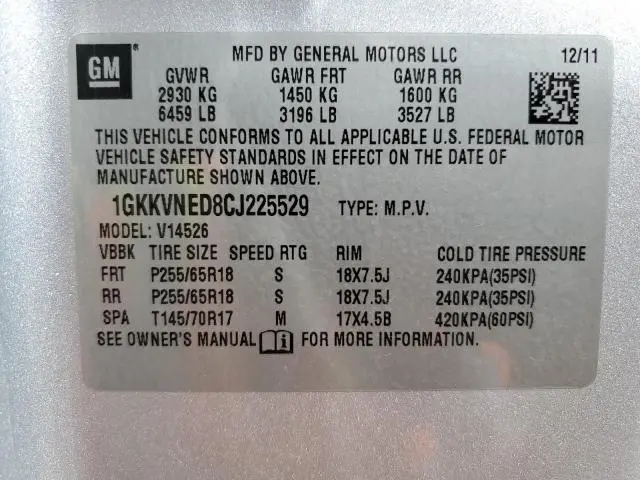 GM
MFD BY GENERAL MOTORS LLC 12/11
GVWR GAWR FRT GAWR RR
2930 KG 1450 KG 1600 KG
6459 LB 3196 LB 3527 LB
THIS VEHICLE CONFORMS TO ALL APPLICABLE U.S. FEDERAL MOTOR
VEHICLE SAFETY STANDARDS IN EFFECT ON THE DATE OF
MANUFACTURE SHOWN ABOVE.
1GKKVNED8CJ225529 TYPE: M.P.V.
MODEL: V14526
VBBK TIRE SIZE SPEED RTG RIM COLD TIRE PRESSURE
FRT P255/65R18 S 18X7.5J 240KPA(35PSI)
RR P255/65R18 S 18X7.5J 240KPA(35PSI)
SPA T145/70R17 M 17X4.5B 420KPA(60PSI)
SEE OWNER'S MANUAL i FOR MORE INFORMATION.